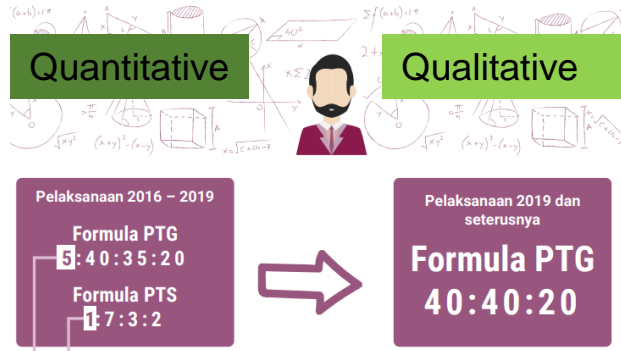 Quantitative
Qualitative
Pelaksanaan 2016 – 2019
Formula PTG
5:40:35:20
Formula PTS
1:7:3:2
Pelaksanaan 2019 dan
seterusnya
Formula PTG
40:40:20